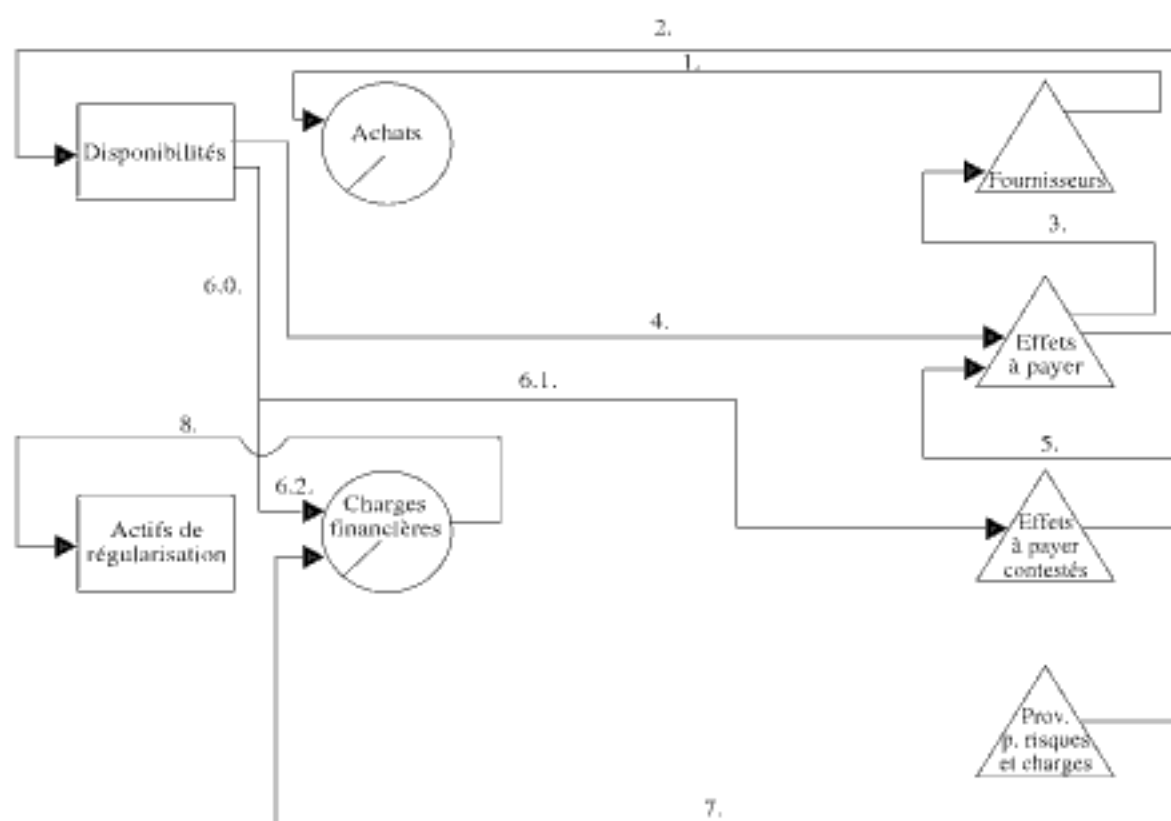 2.
1.
Disponibilités
Achats
Fournisseurs
3.
6.0.
4.
Effets
à payer
6.1.
8.
5.
6.2.
Charges
financières
Actifs de
régularisation
Effets
à payer
contestés
Prov.
p. risques
et charges
7.